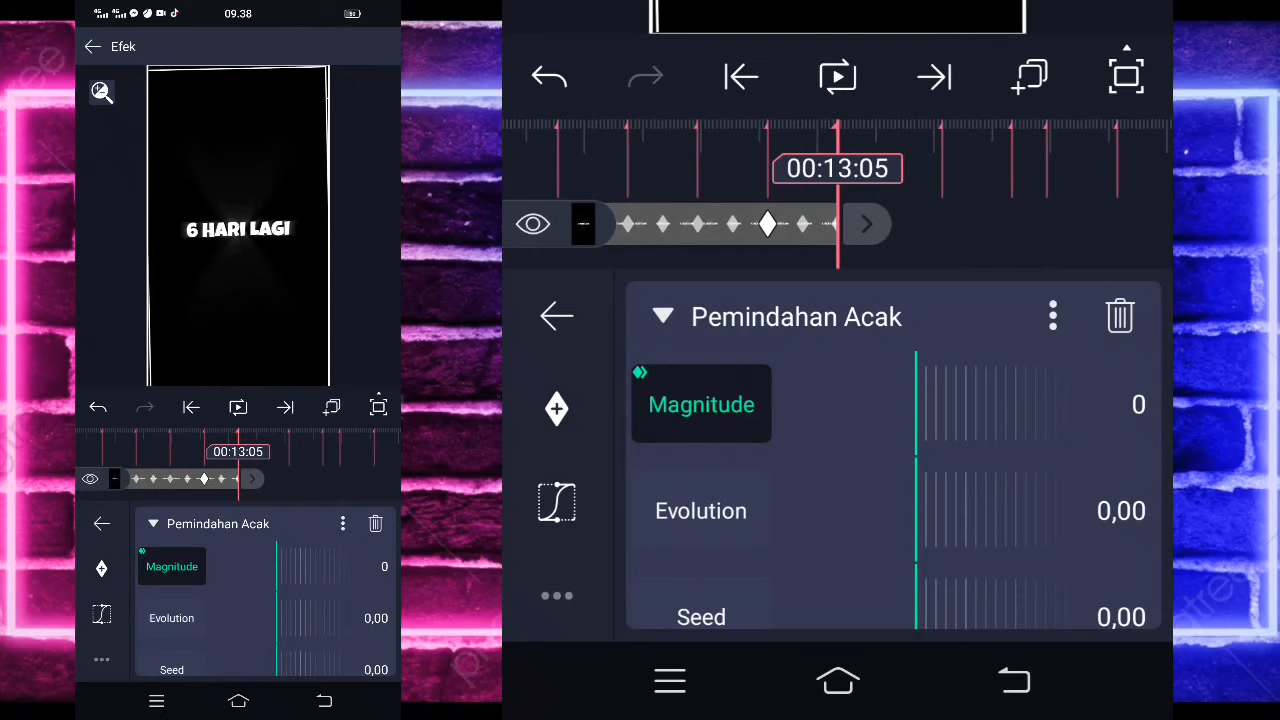 09.38
Efek
6 HARI LAGI
00:13:05
Pemindahan Acak
Magnitude
0
Evolution
0,00
Seed
0,00
00:13:05
Pemindahan Acak
Magnitude
0
Evolution
0,00
Seed
0,00